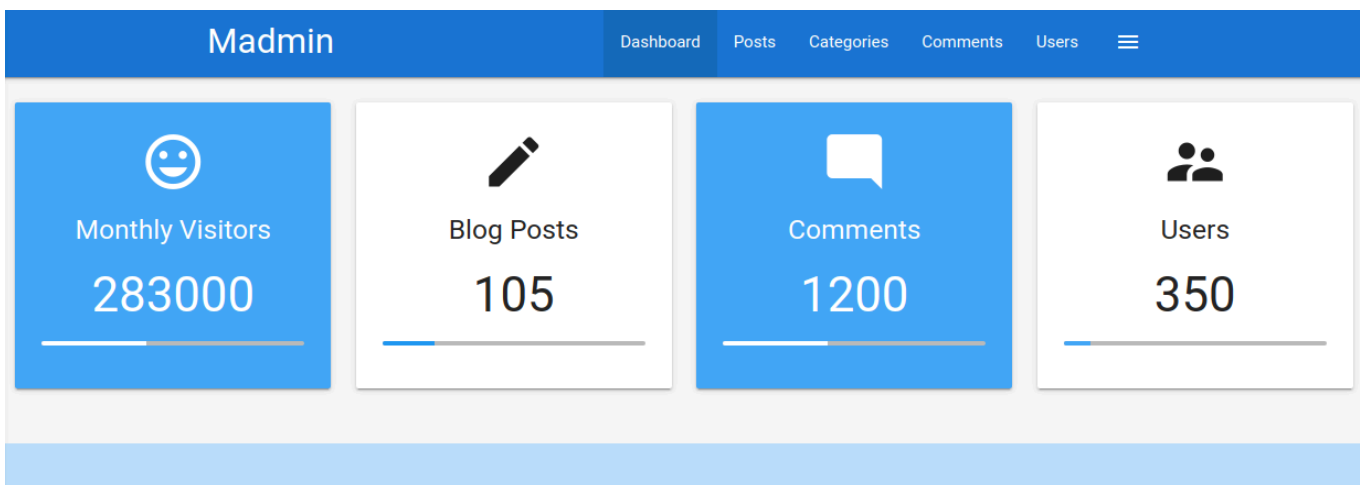 Madmin
Dashboard Posts Categories Comments Users
Monthly Visitors
283000
Blog Posts
105
Comments
1200
Users
350